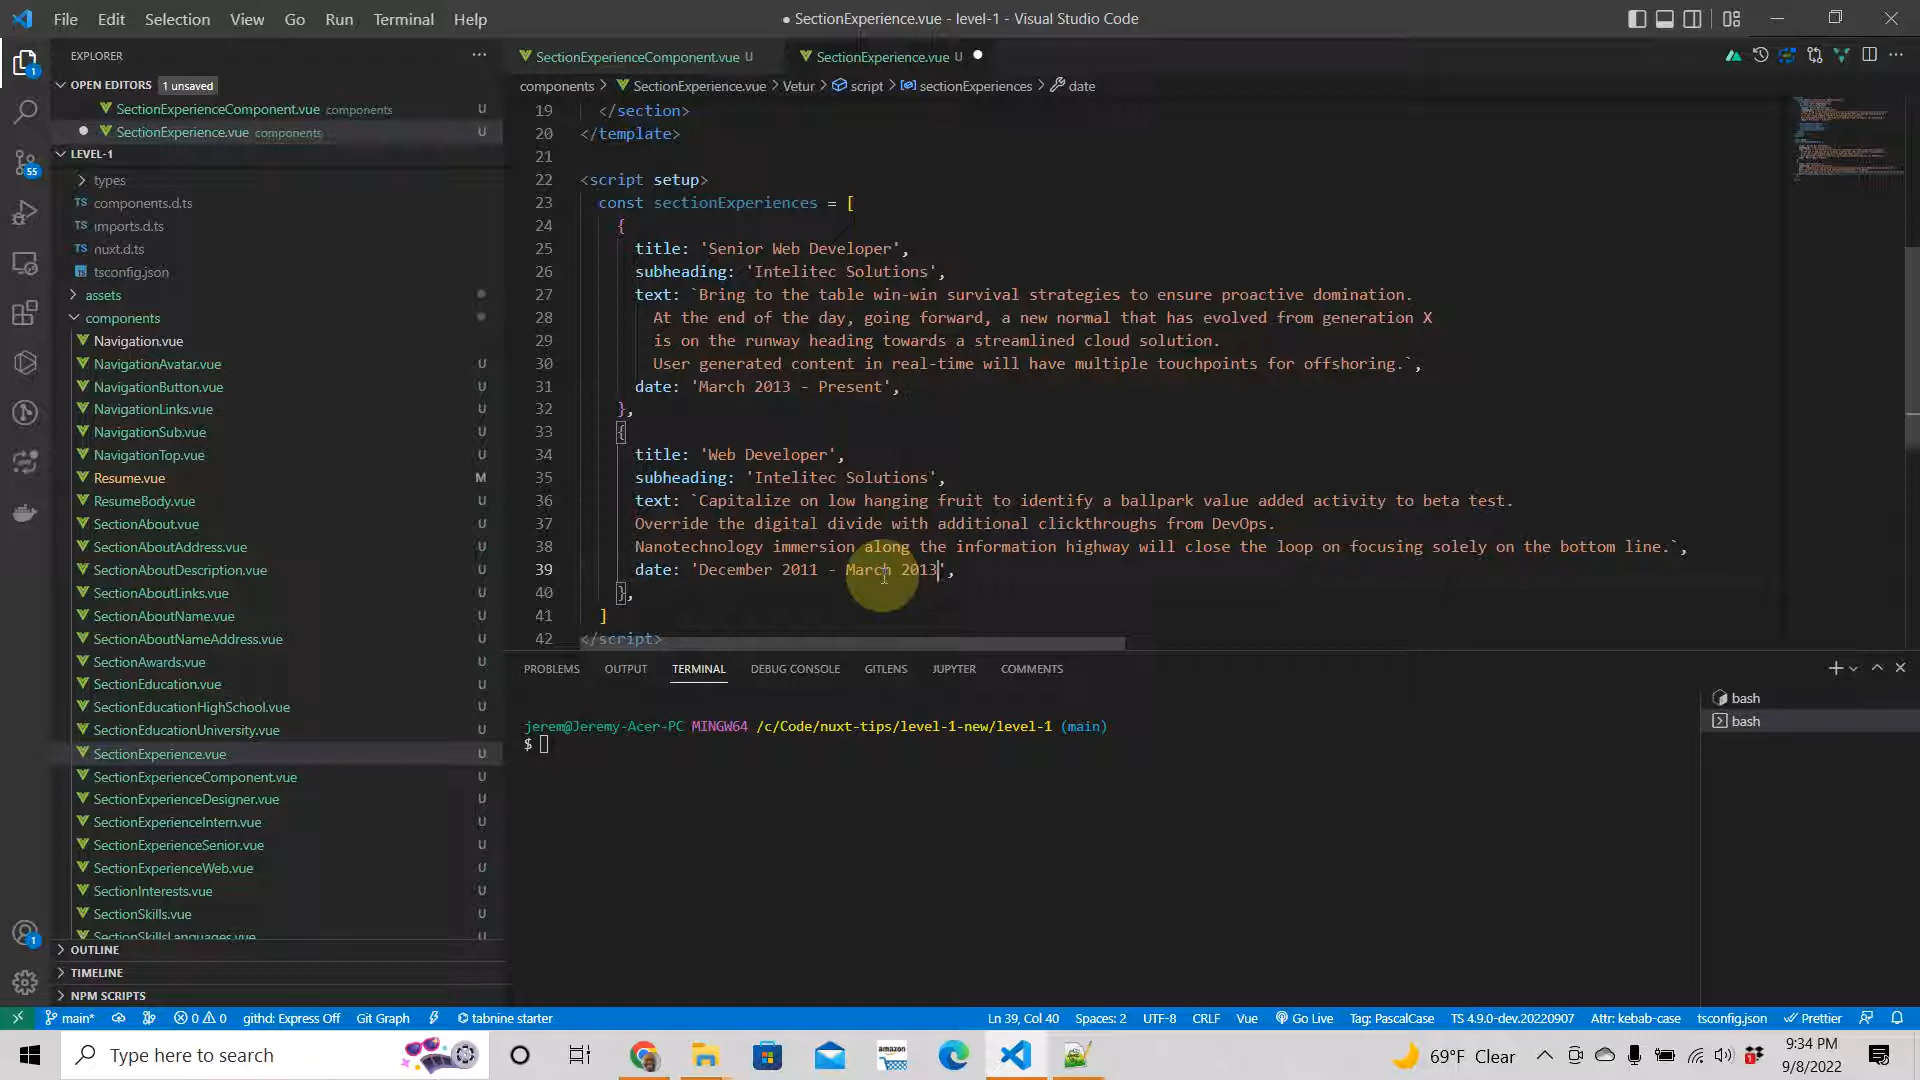 File Edit Selection View Go Run Terminal Help
● SectionExperience.vue - level-1 - Visual Studio Code
EXPLORER
OPEN EDITORS 1 unsaved
SectionExperienceComponent.vue components U
SectionExperience.vue components U
LEVEL-1
types
TS components.d.ts
TS imports.d.ts
TS nuxt.d.ts
tsconfig.json
assets
components
Navigation.vue
NavigationAvatar.vue U
NavigationButton.vue U
NavigationLinks.vue U
NavigationSub.vue U
NavigationTop.vue U
Resume.vue M
ResumeBody.vue U
SectionAbout.vue U
SectionAboutAddress.vue U
SectionAboutDescription.vue U
SectionAboutLinks.vue U
SectionAboutName.vue U
SectionAboutNameAddress.vue U
SectionAwards.vue U
SectionEducation.vue U
SectionEducationHighSchool.vue U
SectionEducationUniversity.vue U
SectionExperience.vue U
SectionExperienceComponent.vue U
SectionExperienceDesigner.vue U
SectionExperienceIntern.vue U
SectionExperienceSenior.vue U
SectionExperienceWeb.vue U
SectionInterests.vue U
SectionSkills.vue U
SectionSkillsLanguages.vue U
OUTLINE
TIMELINE
NPM SCRIPTS
1
55
1
SectionExperienceComponent.vue U SectionExperience.vue U ●
components > SectionExperience.vue > Vetur > script > sectionExperiences > date
19 </section>
20 </template>
21
22 <script setup>
23 const sectionExperiences = [
24 {
25 title: 'Senior Web Developer',
26 subheading: 'Intelitec Solutions',
27 text: `Bring to the table win-win survival strategies to ensure proactive domination.
28 At the end of the day, going forward, a new normal that has evolved from generation X
29 is on the runway heading towards a streamlined cloud solution.
30 User generated content in real-time will have multiple touchpoints for offshoring.`,
31 date: 'March 2013 - Present',
32 },
33 {
34 title: 'Web Developer',
35 subheading: 'Intelitec Solutions',
36 text: `Capitalize on low hanging fruit to identify a ballpark value added activity to beta test.
37 Override the digital divide with additional clickthroughs from DevOps.
38 Nanotechnology immersion along the information highway will close the loop on focusing solely on the bottom line.`,
39 date: 'December 2011 - March 2013',
40 },
41 ]
42 </script>
PROBLEMS OUTPUT TERMINAL DEBUG CONSOLE GITLENS JUPYTER COMMENTS
jerem@Jeremy-Acer-PC MINGW64 /c/Code/nuxt-tips/level-1-new/level-1 (main)
$
bash
bash
main* 0 0 githd: Express Off Git Graph tabnine starter Ln 39, Col 40 Spaces: 2 UTF-8 CRLF Vue Go Live Tag: PascalCase TS 4.9.0-dev.20220907 Attr: kebab-case tsconfig.json Prettier
Type here to search
amazon
69°F Clear
9:34 PM
9/8/2022
1